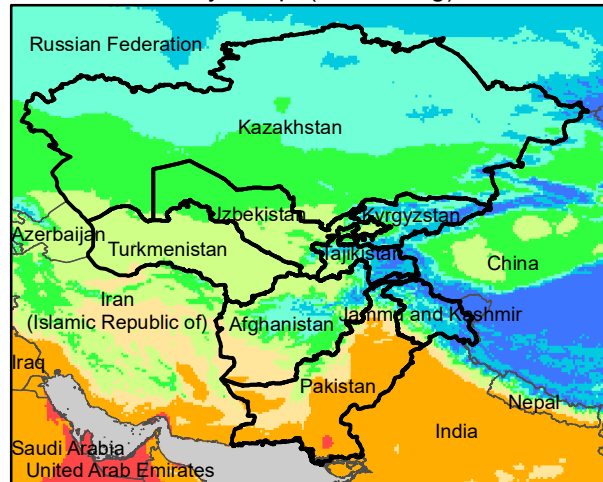 Russian Federation
Kazakhstan
Uzbekistan
Kyrgyzstan
Azerbaijan
Turkmenistan
Tajikistan
China
Iran
(Islamic Republic of)
Afghanistan
Jammu and Kashmir
Iraq
Pakistan
Nepal
India
Saudi Arabia
United Arab Emirates